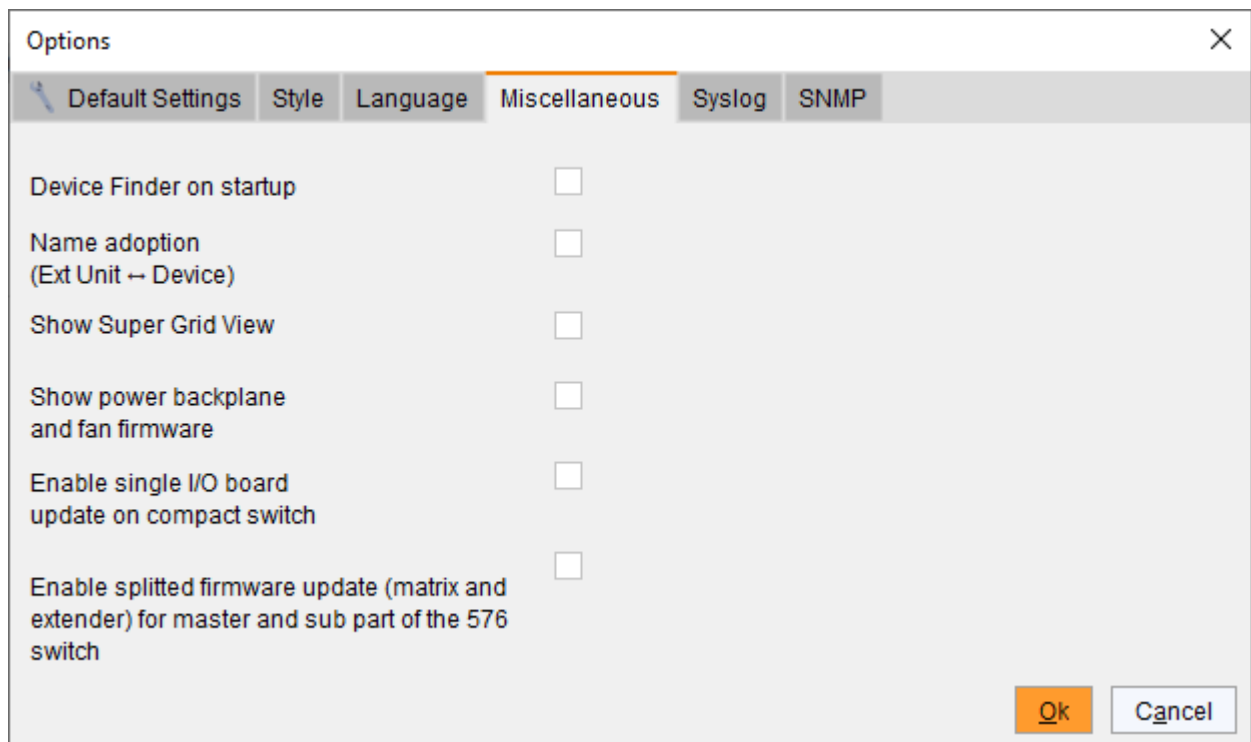 Options
Default Settings Style Language Miscellaneous Syslog SNMP
Device Finder on startup
Name adoption
(Ext Unit ↔ Device)
Show Super Grid View
Show power backplane
and fan firmware
Enable single I/O board
update on compact switch
Enable splitted firmware update (matrix and
extender) for master and sub part of the 576
switch
Ok Cancel